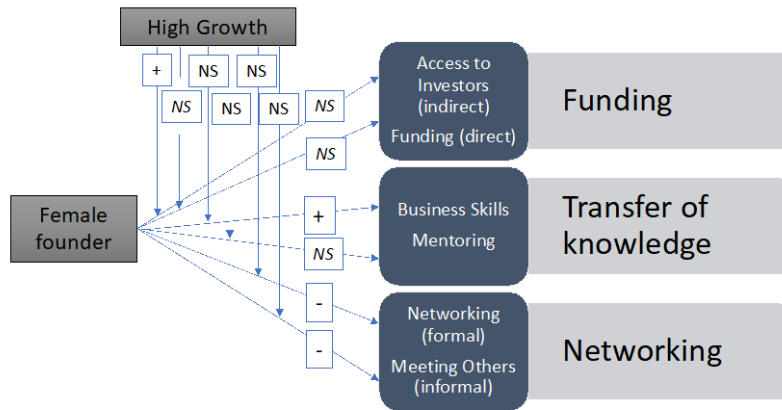 High Growth
+
NS
NS
NS
NS
NS
Female
founder
NS
NS
+
NS
-
-
Access to
Investors
(indirect)
Funding (direct)
Funding
Business Skills
Mentoring
Transfer of
knowledge
Networking
(formal)
Meeting Others
(informal)
Networking